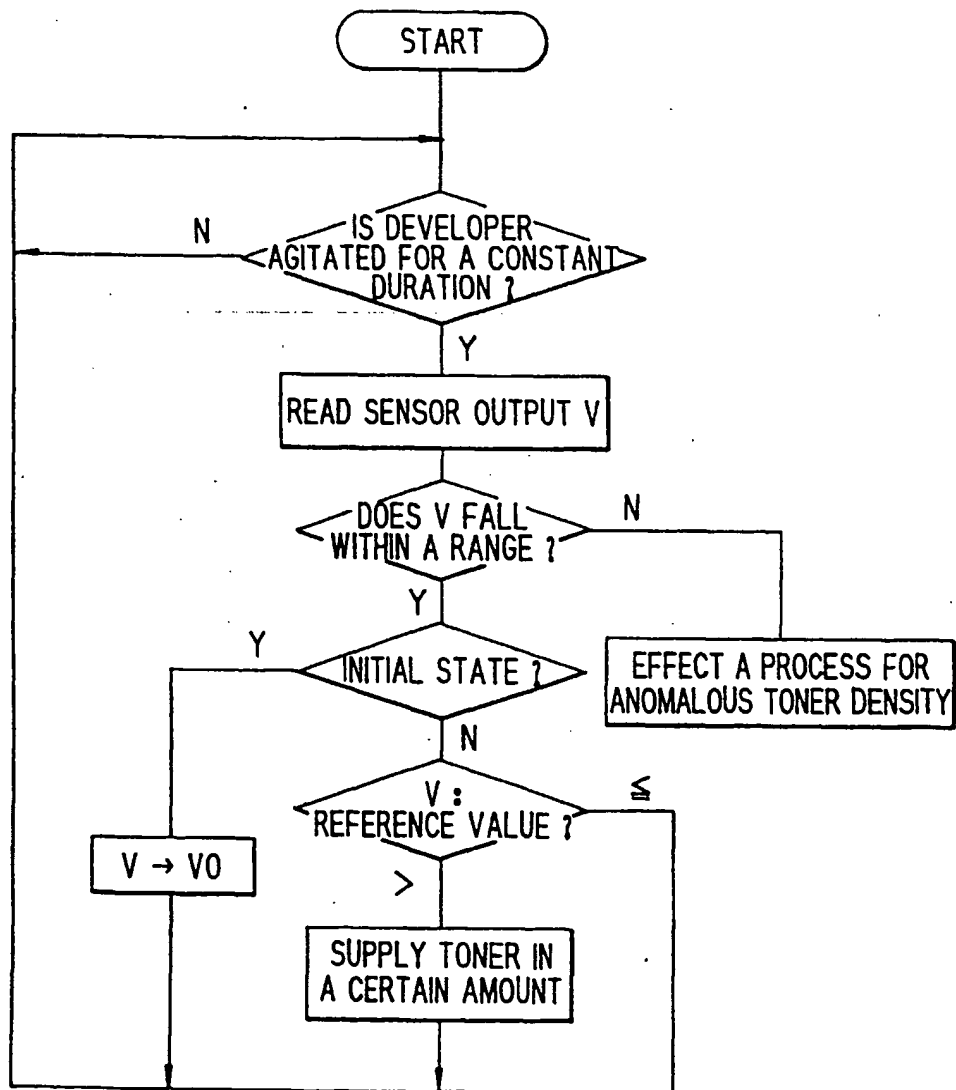 START
N
IS DEVELOPER
AGITATED FOR A CONSTANT
DURATION ?
Y
READ SENSOR OUTPUT V
DOES V FALL
WITHIN A RANGE ?
N
Y
Y
INITIAL STATE ?
EFFECT A PROCESS FOR
ANOMALOUS TONER DENSITY
N
V :
REFERENCE VALUE ?
≦
V → V0
>
SUPPLY TONER IN
A CERTAIN AMOUNT